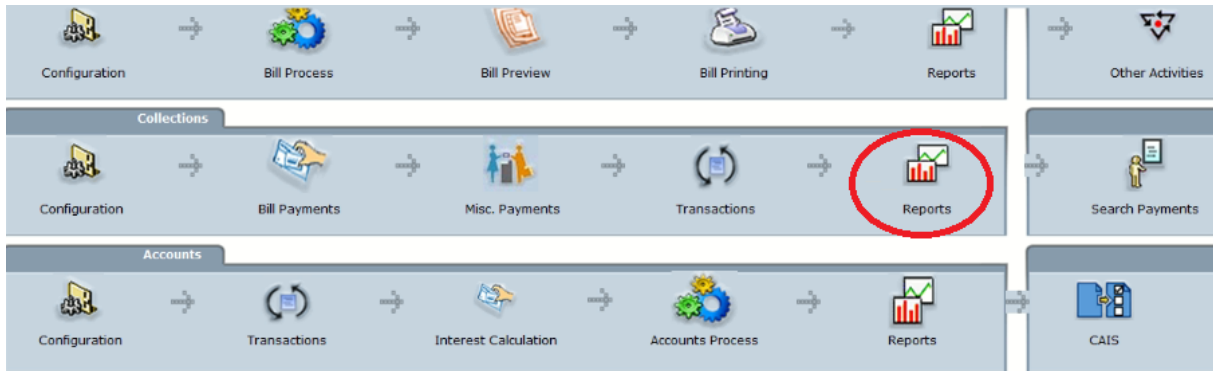 Configuration Bill Process Bill Preview Bill Printing Reports Other Activities
Collections
Configuration Bill Payments Misc. Payments Transactions Reports Search Payments
Accounts
Configuration Transactions Interest Calculation Accounts Process Reports CAIS